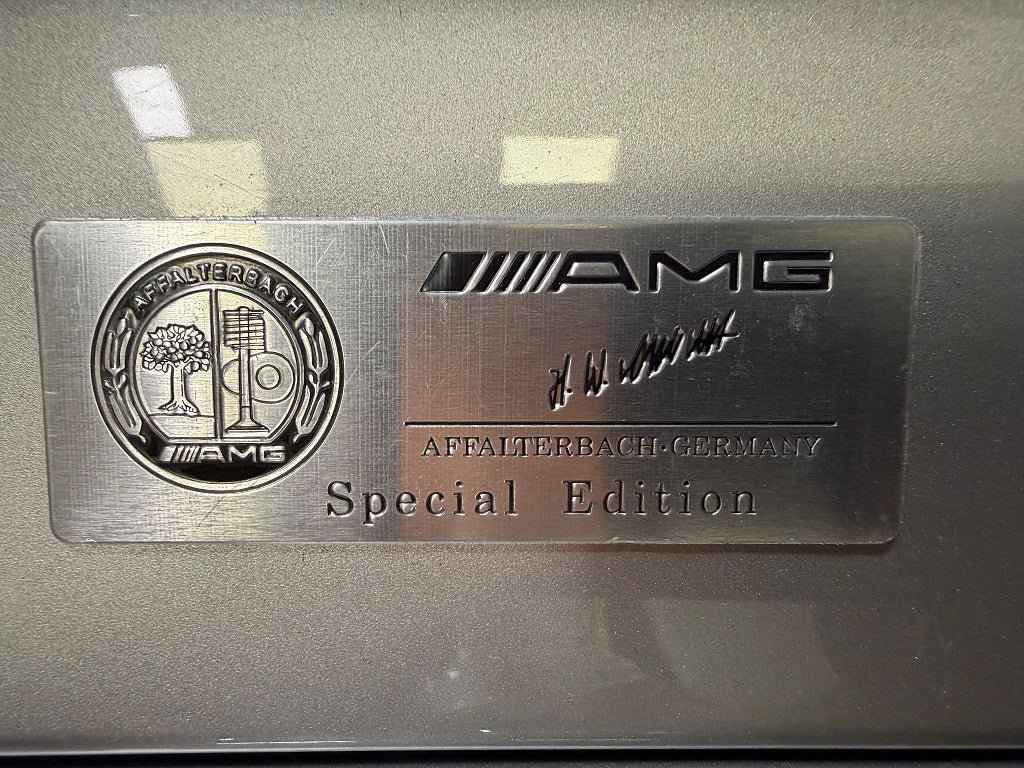 AFFALTERBACH
AMG
AMG
H. W.
AFFALTERBACH·GERMANY
Special Edition